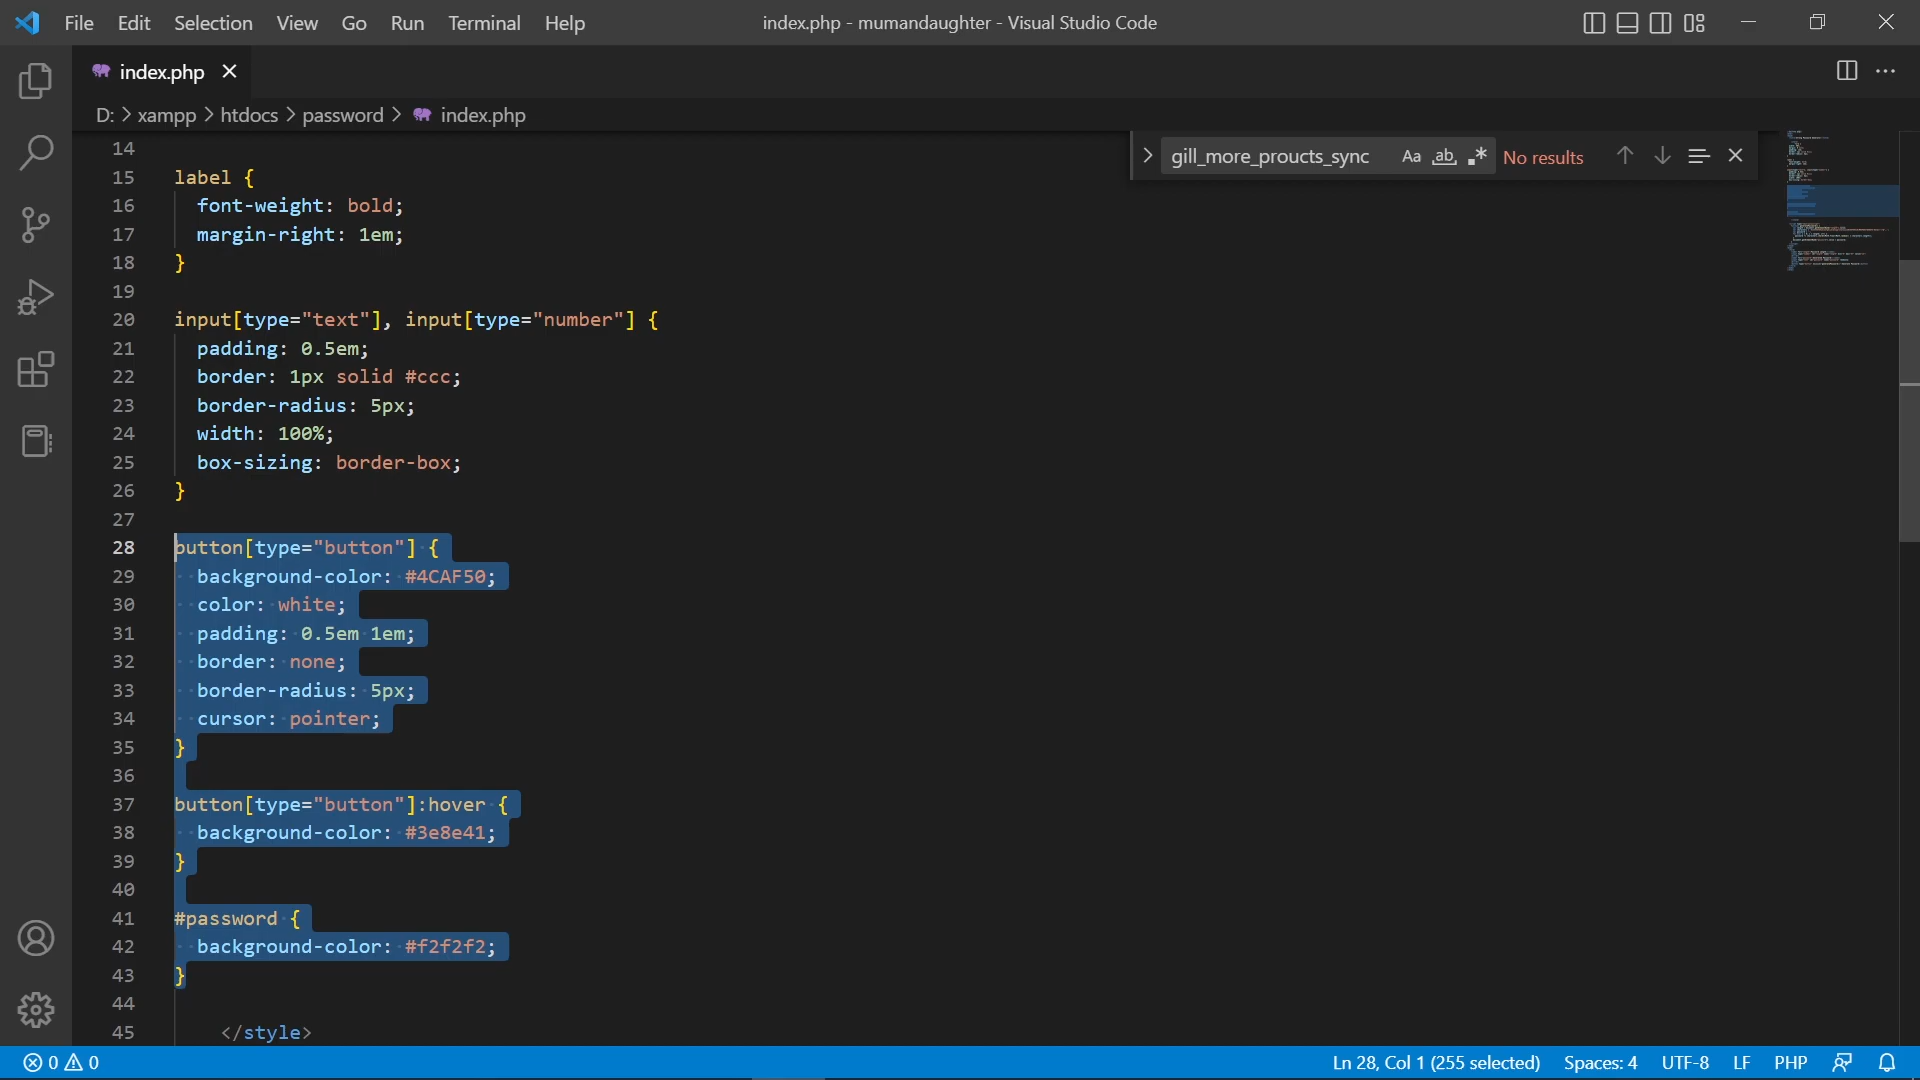 File Edit Selection View Go Run Terminal Help index.php - mumandaughter - Visual Studio Code
index.php
D: > xampp > htdocs > password > index.php
gill_more_proucts_sync Aa ab .* No results
14
15 label {
16 font-weight: bold;
17 margin-right: 1em;
18 }
19
20 input[type="text"], input[type="number"] {
21 padding: 0.5em;
22 border: 1px solid #ccc;
23 border-radius: 5px;
24 width: 100%;
25 box-sizing: border-box;
26 }
27
28 button[type="button"] {
29 background-color: #4CAF50;
30 color: white;
31 padding: 0.5em 1em;
32 border: none;
33 border-radius: 5px;
34 cursor: pointer;
35 }
36
37 button[type="button"]:hover {
38 background-color: #3e8e41;
39 }
40
41 #password {
42 background-color: #f2f2f2;
43 }
44
45 </style>
0 0 Ln 28, Col 1 (255 selected) Spaces: 4 UTF-8 LF PHP